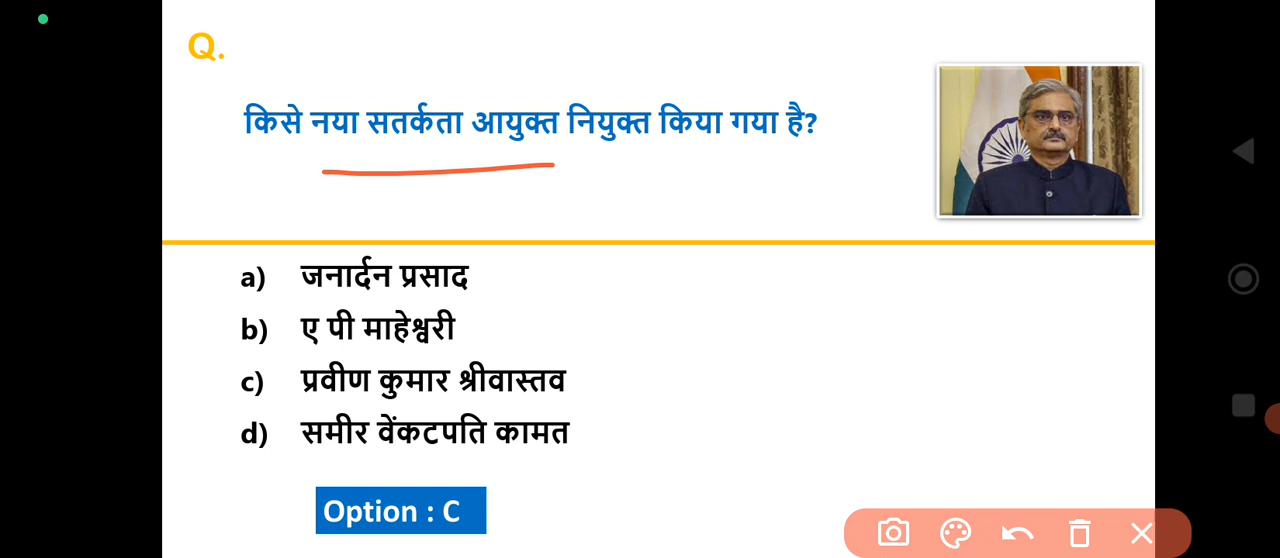 Q.
किसे नया सतर्कता आयुक्त नियुक्त किया गया है?
a) जनार्दन प्रसाद
b) ए पी माहेश्वरी
c) प्रवीण कुमार श्रीवास्तव
d) समीर वेंकटपति कामत
Option : C